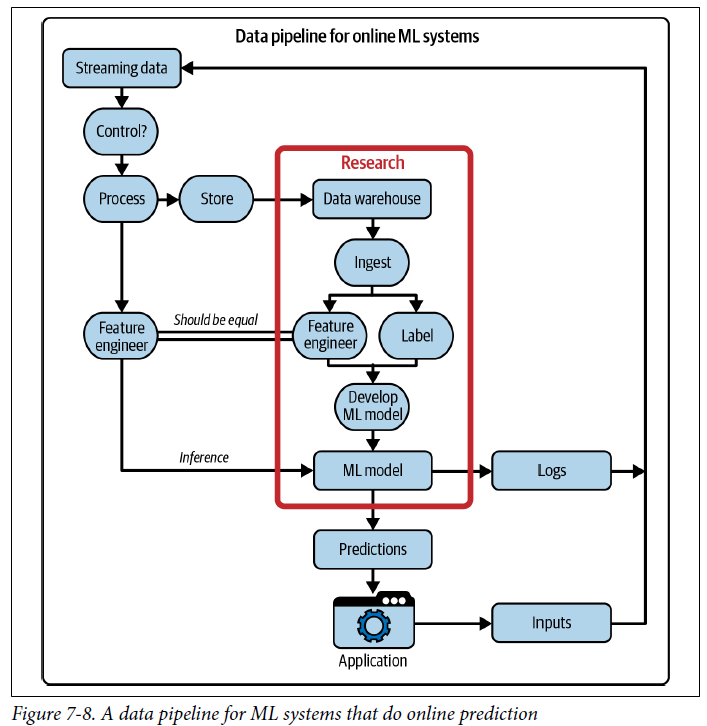 Data pipeline for online ML systems
Streaming data
Control?
Research
Process
Store
Data warehouse
Ingest
Should be equal
Feature
engineer
Feature
engineer
Label
Develop
ML model
Inference
ML model
Logs
Predictions
Inputs
Application
Figure 7-8. A data pipeline for ML systems that do online prediction